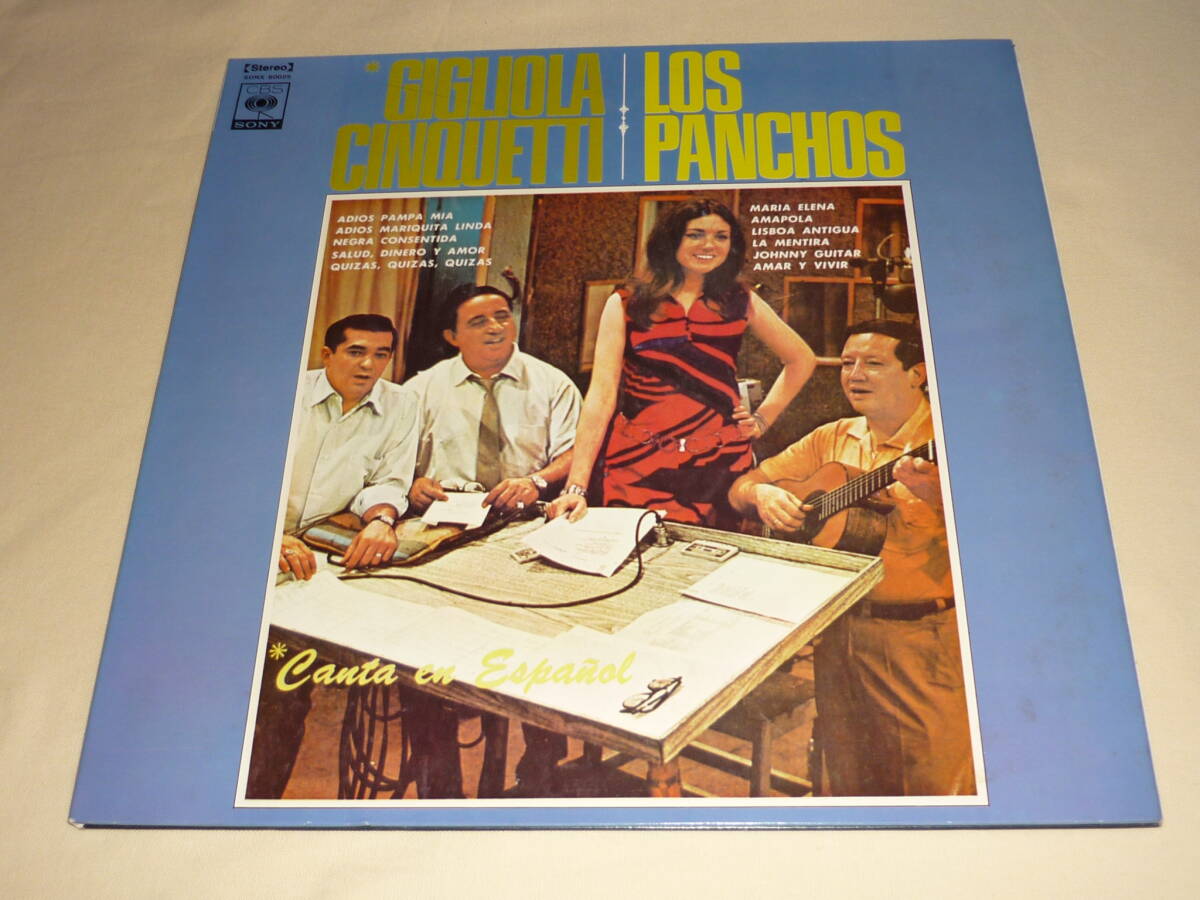 [Stereo]
SONX 60025
CBS
SONY
*GIGLIOLA
CINQUETTI
LOS
PANCHOS
ADIOS PAMPA MIA
ADIOS MARIQUITA LINDA
NEGRA CONSENTIDA
SALUD, DINERO Y AMOR
QUIZAS, QUIZAS, QUIZAS
MARIA ELENA
AMAPOLA
LISBOA ANTIGUA
LA MENTIRA
JOHNNY GUITAR
AMAR Y VIVIR
*Canta en Español